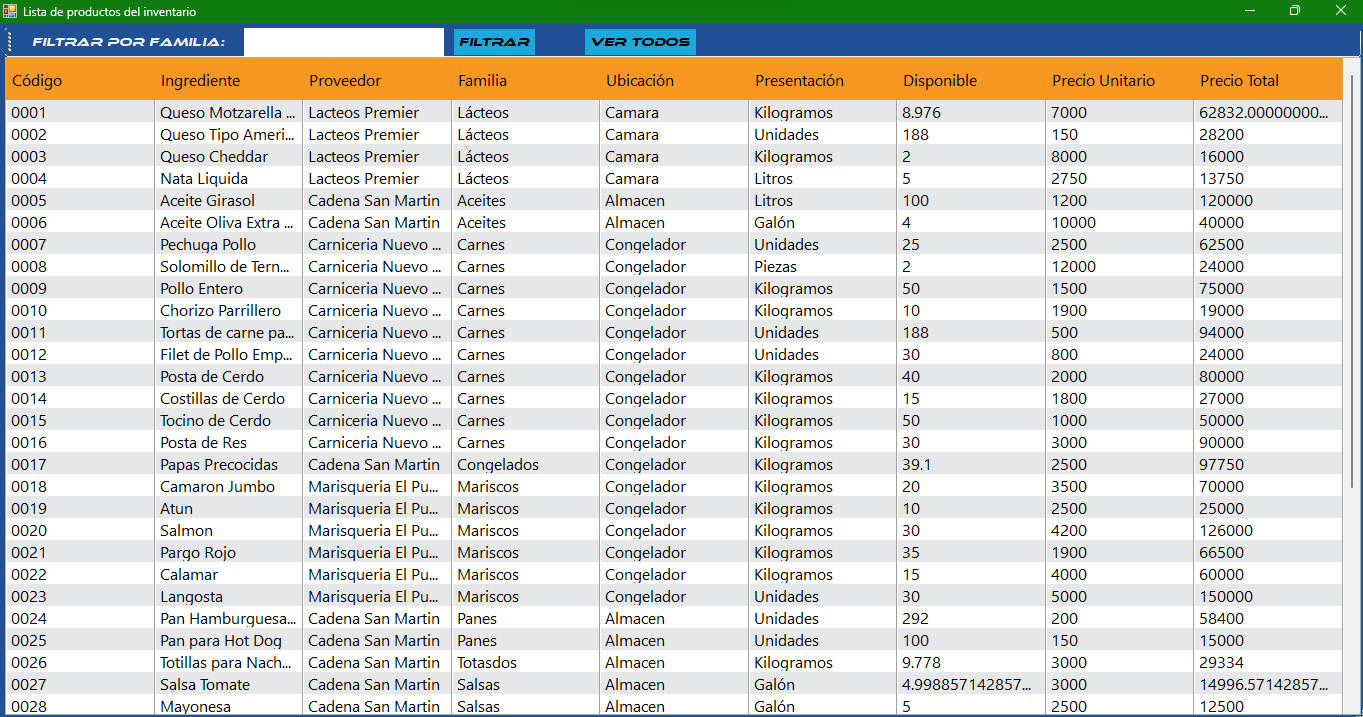 Lista de productos del inventario
FILTRAR POR FAMILIA: FILTRAR VER TODOS
Código Ingrediente Proveedor Familia Ubicación Presentación Disponible Precio Unitario Precio Total
0001 Queso Motzarella ... Lacteos Premier Lácteos Camara Kilogramos 8.976 7000 62832.00000000...
0002 Queso Tipo Ameri... Lacteos Premier Lácteos Camara Unidades 188 150 28200
0003 Queso Cheddar Lacteos Premier Lácteos Camara Kilogramos 2 8000 16000
0004 Nata Liquida Lacteos Premier Lácteos Camara Litros 5 2750 13750
0005 Aceite Girasol Cadena San Martin Aceites Almacen Litros 100 1200 120000
0006 Aceite Oliva Extra ... Cadena San Martin Aceites Almacen Galón 4 10000 40000
0007 Pechuga Pollo Carniceria Nuevo ... Carnes Congelador Unidades 25 2500 62500
0008 Solomillo de Tern... Carniceria Nuevo ... Carnes Congelador Piezas 2 12000 24000
0009 Pollo Entero Carniceria Nuevo ... Carnes Congelador Kilogramos 50 1500 75000
0010 Chorizo Parrillero Carniceria Nuevo ... Carnes Congelador Kilogramos 10 1900 19000
0011 Tortas de carne pa... Carniceria Nuevo ... Carnes Congelador Unidades 188 500 94000
0012 Filet de Pollo Emp... Carniceria Nuevo ... Carnes Congelador Unidades 30 800 24000
0013 Posta de Cerdo Carniceria Nuevo ... Carnes Congelador Kilogramos 40 2000 80000
0014 Costillas de Cerdo Carniceria Nuevo ... Carnes Congelador Kilogramos 15 1800 27000
0015 Tocino de Cerdo Carniceria Nuevo ... Carnes Congelador Kilogramos 50 1000 50000
0016 Posta de Res Carniceria Nuevo ... Carnes Congelador Kilogramos 30 3000 90000
0017 Papas Precocidas Cadena San Martin Congelados Congelador Kilogramos 39.1 2500 97750
0018 Camaron Jumbo Marisqueria El Pu... Mariscos Congelador Kilogramos 20 3500 70000
0019 Atun Marisqueria El Pu... Mariscos Congelador Kilogramos 10 2500 25000
0020 Salmon Marisqueria El Pu... Mariscos Congelador Kilogramos 30 4200 126000
0021 Pargo Rojo Marisqueria El Pu... Mariscos Congelador Kilogramos 35 1900 66500
0022 Calamar Marisqueria El Pu... Mariscos Congelador Kilogramos 15 4000 60000
0023 Langosta Marisqueria El Pu... Mariscos Congelador Unidades 30 5000 150000
0024 Pan Hamburguesa... Cadena San Martin Panes Almacen Unidades 292 200 58400
0025 Pan para Hot Dog Cadena San Martin Panes Almacen Unidades 100 150 15000
0026 Totillas para Nach... Cadena San Martin Totasdos Almacen Kilogramos 9.778 3000 29334
0027 Salsa Tomate Cadena San Martin Salsas Almacen Galón 4.998857142857... 3000 14996.57142857...
0028 Mayonesa Cadena San Martin Salsas Almacen Galón 5 2500 12500